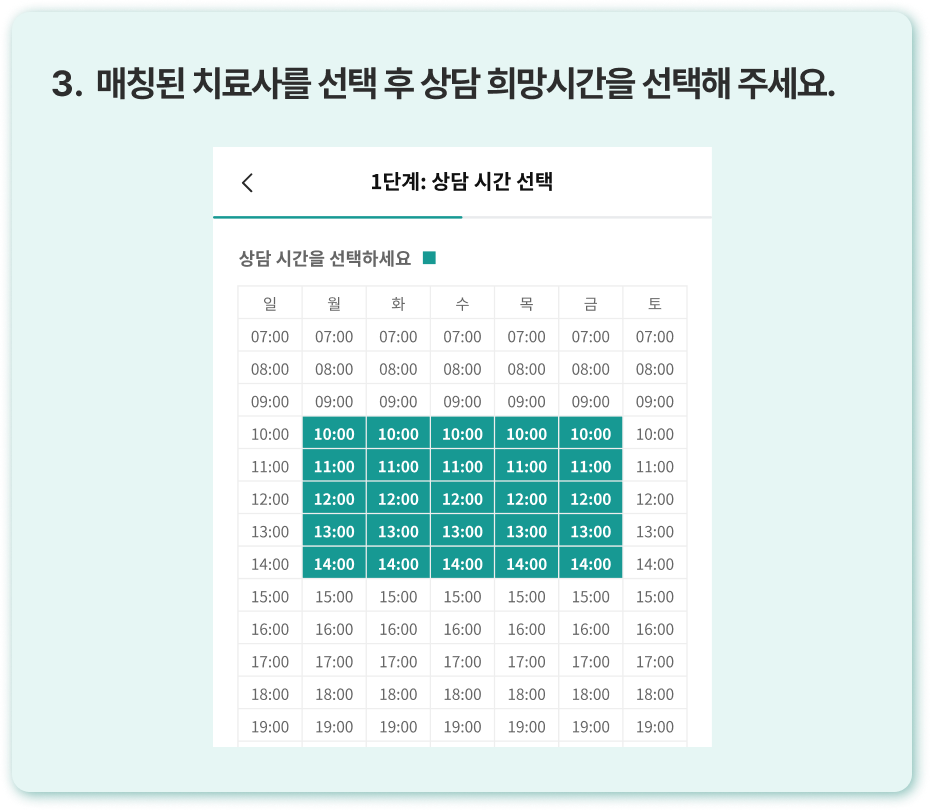 3. 매칭된 치료사를 선택 후 상담 희망시간을 선택해 주세요.
1단계: 상담 시간 선택
상담 시간을 선택하세요
일 월 화 수 목 금 토
07:00 07:00 07:00 07:00 07:00 07:00 07:00
08:00 08:00 08:00 08:00 08:00 08:00 08:00
09:00 09:00 09:00 09:00 09:00 09:00 09:00
10:00 10:00 10:00 10:00 10:00 10:00 10:00
11:00 11:00 11:00 11:00 11:00 11:00 11:00
12:00 12:00 12:00 12:00 12:00 12:00 12:00
13:00 13:00 13:00 13:00 13:00 13:00 13:00
14:00 14:00 14:00 14:00 14:00 14:00 14:00
15:00 15:00 15:00 15:00 15:00 15:00 15:00
16:00 16:00 16:00 16:00 16:00 16:00 16:00
17:00 17:00 17:00 17:00 17:00 17:00 17:00
18:00 18:00 18:00 18:00 18:00 18:00 18:00
19:00 19:00 19:00 19:00 19:00 19:00 19:00